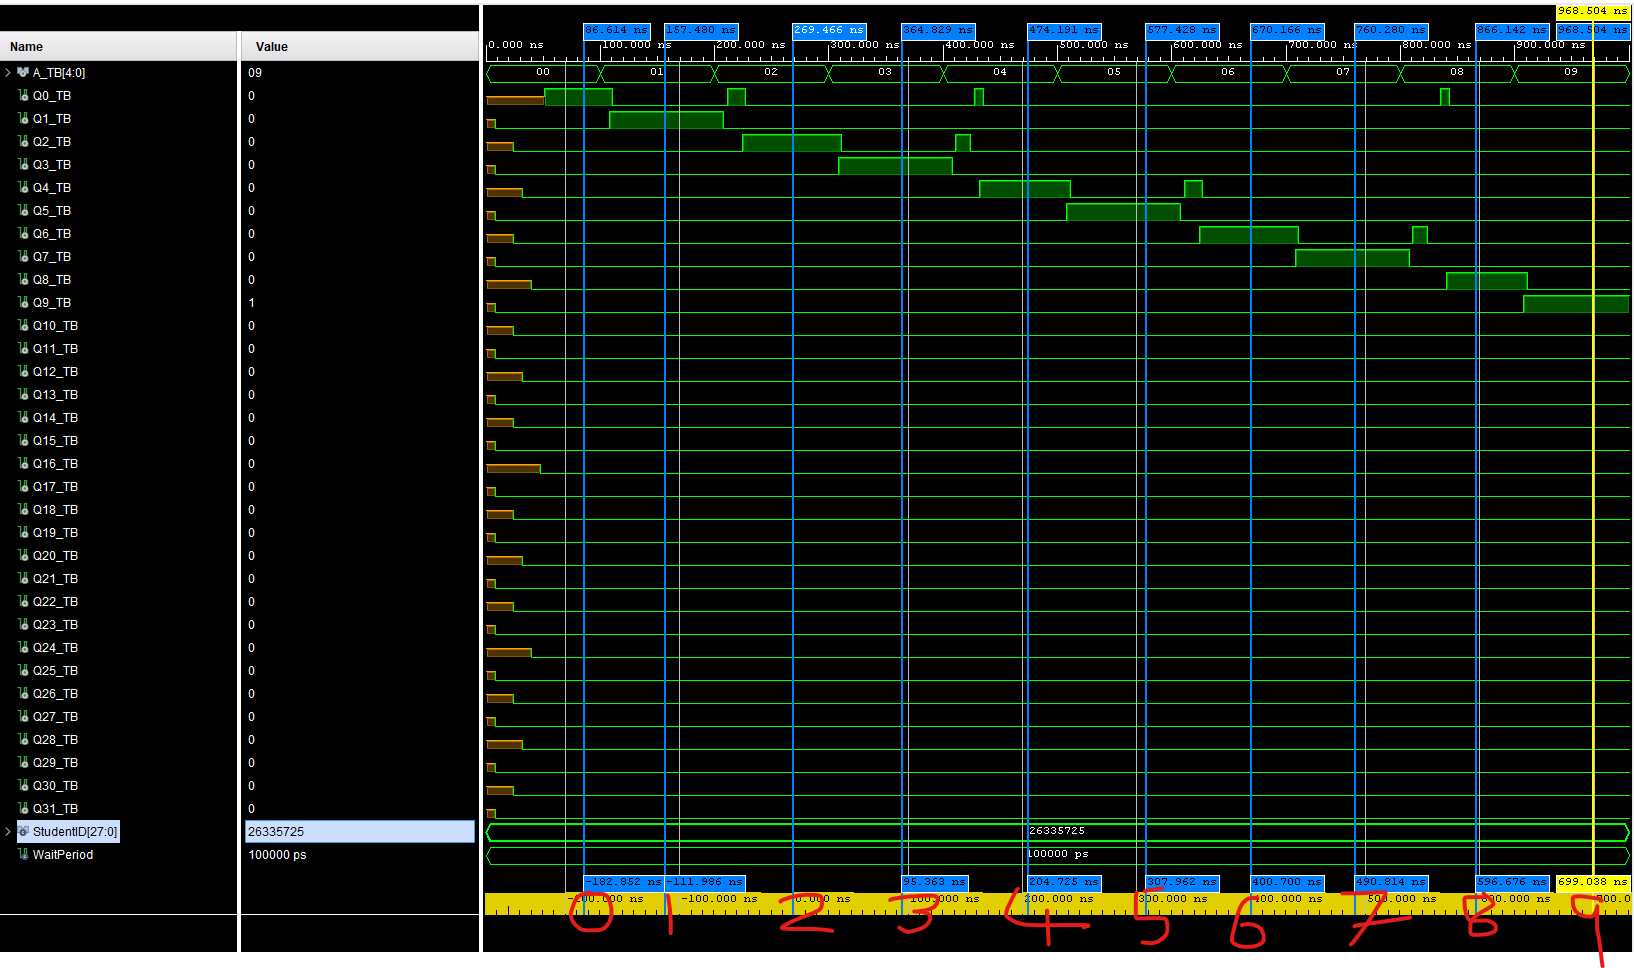 968.504 ns
86.614 ns 157.480 ns 269.466 ns 364.829 ns 474.191 ns 577.428 ns 670.166 ns 760.280 ns 866.142 ns 968.504 ns
Name Value 0.000 ns 100.000 ns 200.000 ns 300.000 ns 400.000 ns 500.000 ns 600.000 ns 700.000 ns 800.000 ns 900.000 ns
A_TB[4:0] 09 00 01 02 03 04 05 06 07 08 09
Q0_TB 0
Q1_TB 0
Q2_TB 0
Q3_TB 0
Q4_TB 0
Q5_TB 0
Q6_TB 0
Q7_TB 0
Q8_TB 0
Q9_TB 1
Q10_TB 0
Q11_TB 0
Q12_TB 0
Q13_TB 0
Q14_TB 0
Q15_TB 0
Q16_TB 0
Q17_TB 0
Q18_TB 0
Q19_TB 0
Q20_TB 0
Q21_TB 0
Q22_TB 0
Q23_TB 0
Q24_TB 0
Q25_TB 0
Q26_TB 0
Q27_TB 0
Q28_TB 0
Q29_TB 0
Q30_TB 0
Q31_TB 0
StudentID[27:0] 26335725 26335725
WaitPeriod 100000 ps 100000 ps
-182.852 ns -111.986 ns 95.363 ns 204.725 ns 307.962 ns 400.700 ns 490.814 ns 596.676 ns 699.038 ns
-100.000 ns 0.000 ns 100.000 ns 200.000 ns 300.000 ns 400.000 ns 500.000 ns
0 1 2 3 4 5 6 7 8 9